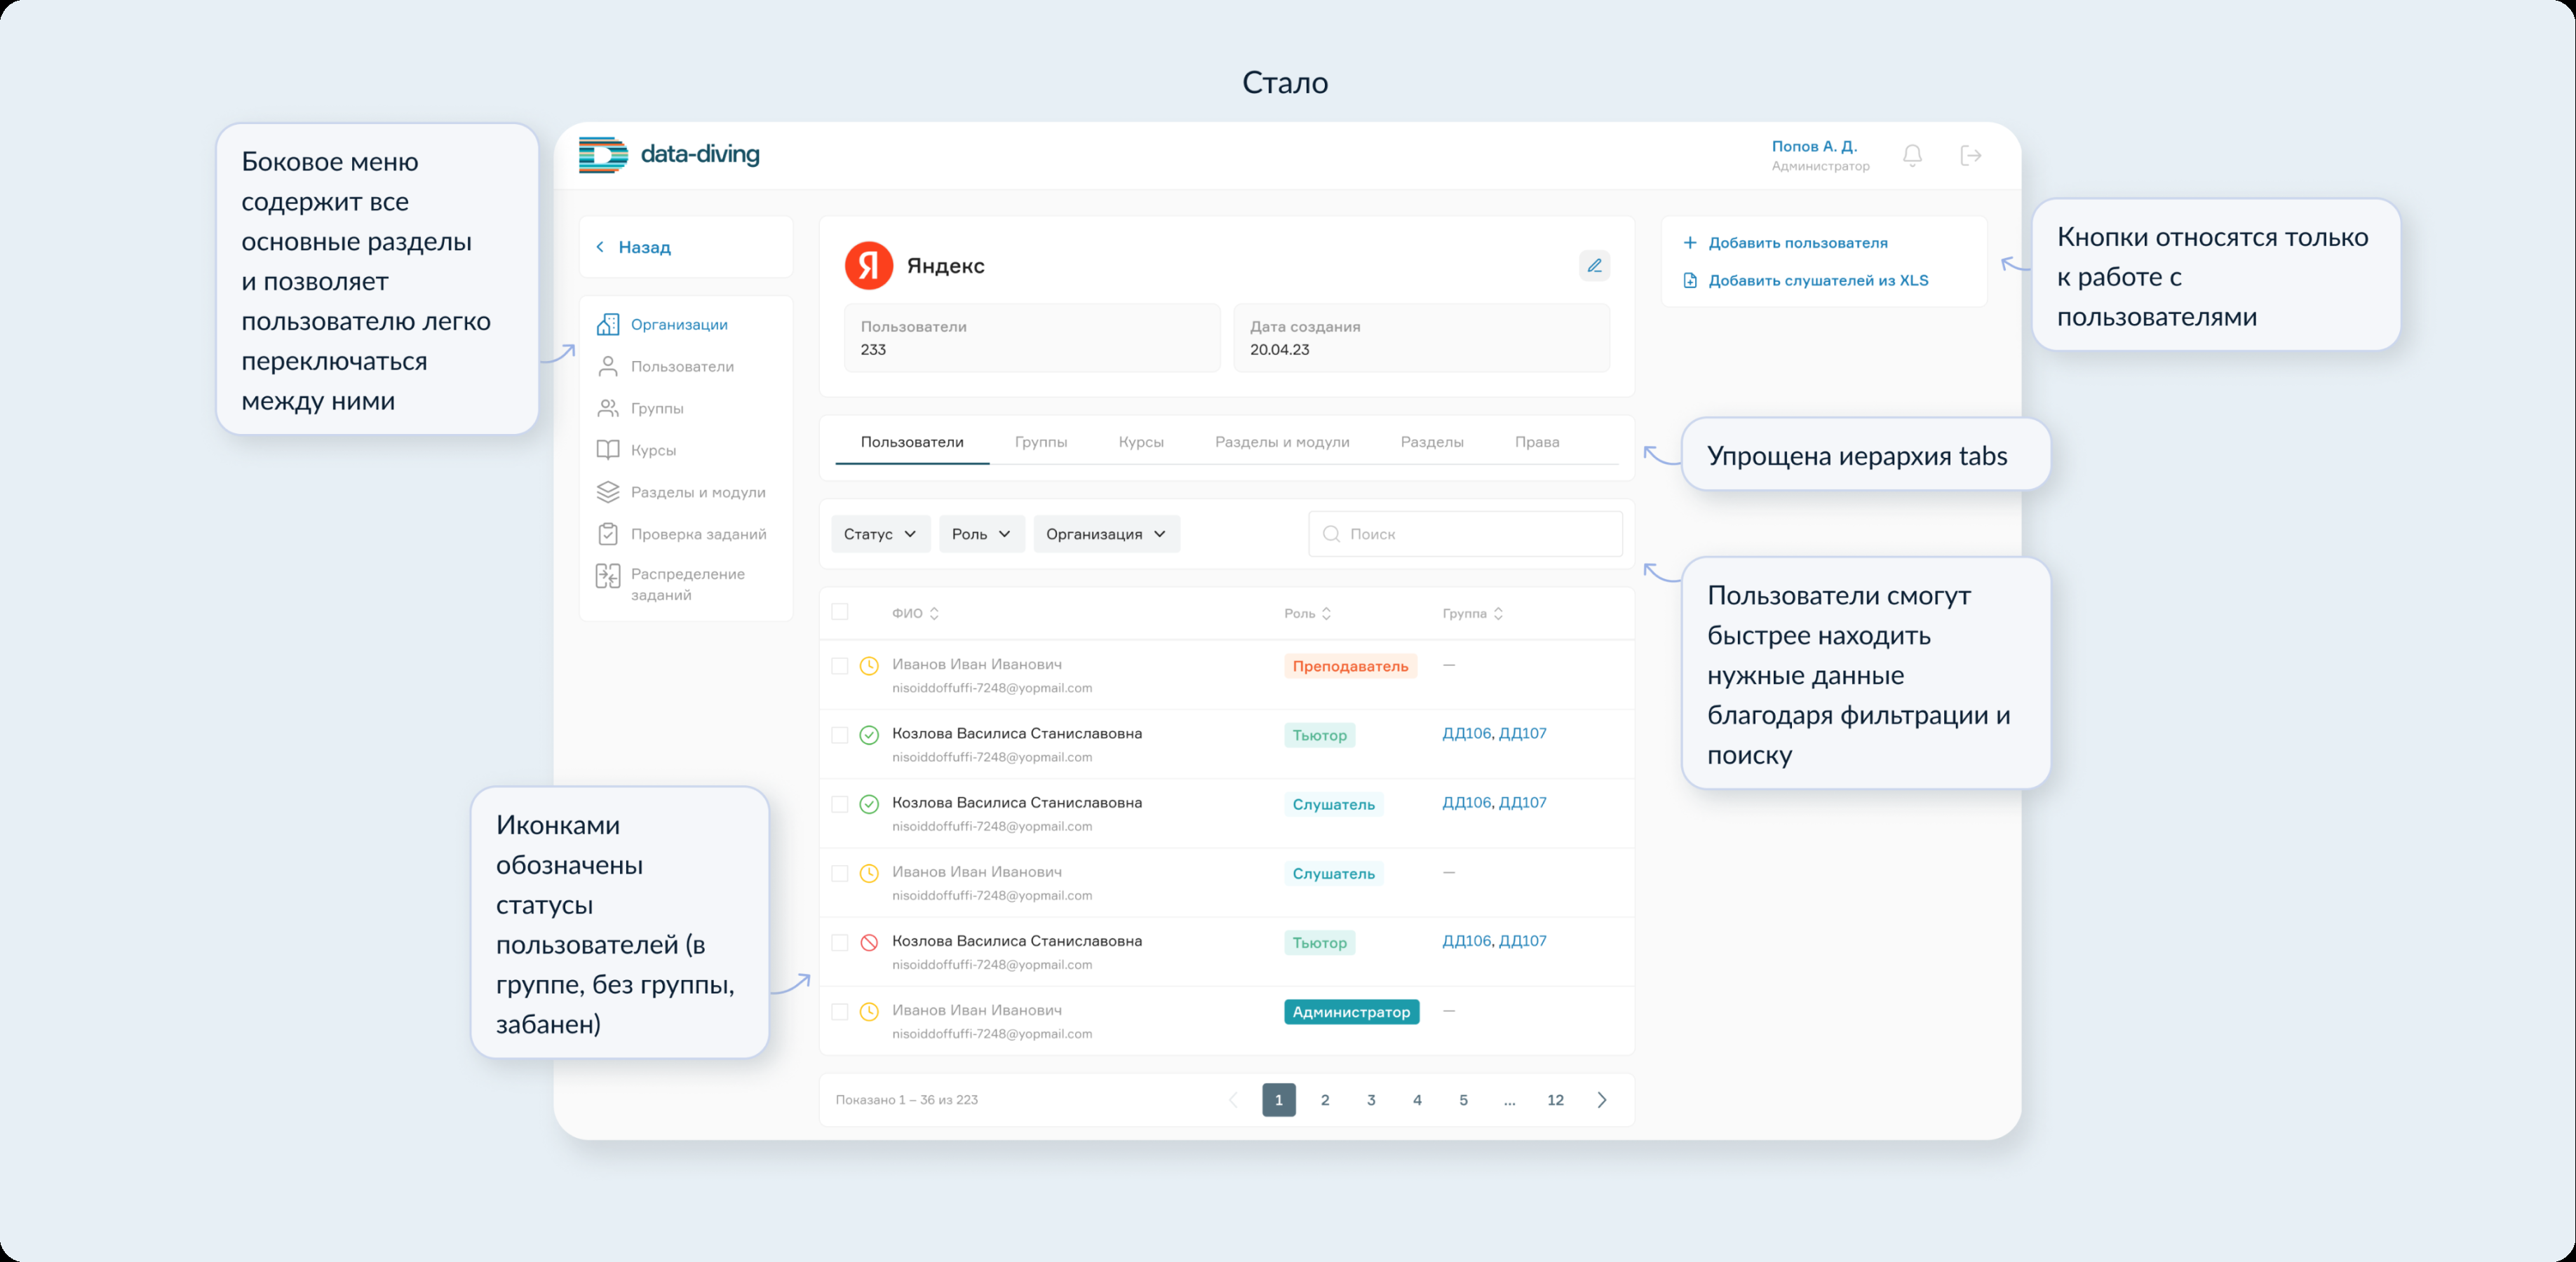 Стало
Боковое меню
содержит все
основные разделы
и позволяет
пользователю легко
переключаться
между ними
data-diving
Попов А. Д.
Администратор
Назад
Организации
Пользователи
Группы
Курсы
Разделы и модули
Проверка заданий
Распределение
заданий
Я Яндекс
Пользователи
233
Дата создания
20.04.23
Добавить пользователя
Добавить слушателей из XLS
Кнопки относятся только
к работе с
пользователями
Пользователи Группы Курсы Разделы и модули Разделы Права
Упрощена иерархия tabs
Статус Роль Организация Поиск
Пользователи смогут
быстрее находить
нужные данные
благодаря фильтрации и
поиску
ФИО Роль Группа
Иванов Иван Иванович Преподаватель —
nisoiddoffuffi-7248@yopmail.com
Козлова Василиса Станиславовна Тьютор ДД106, ДД107
nisoiddoffuffi-7248@yopmail.com
Козлова Василиса Станиславовна Слушатель ДД106, ДД107
nisoiddoffuffi-7248@yopmail.com
Иванов Иван Иванович Слушатель —
nisoiddoffuffi-7248@yopmail.com
Козлова Василиса Станиславовна Тьютор ДД106, ДД107
nisoiddoffuffi-7248@yopmail.com
Иванов Иван Иванович Администратор —
nisoiddoffuffi-7248@yopmail.com
Иконками
обозначены
статусы
пользователей (в
группе, без группы,
забанен)
Показано 1 – 36 из 223 1 2 3 4 5 ... 12